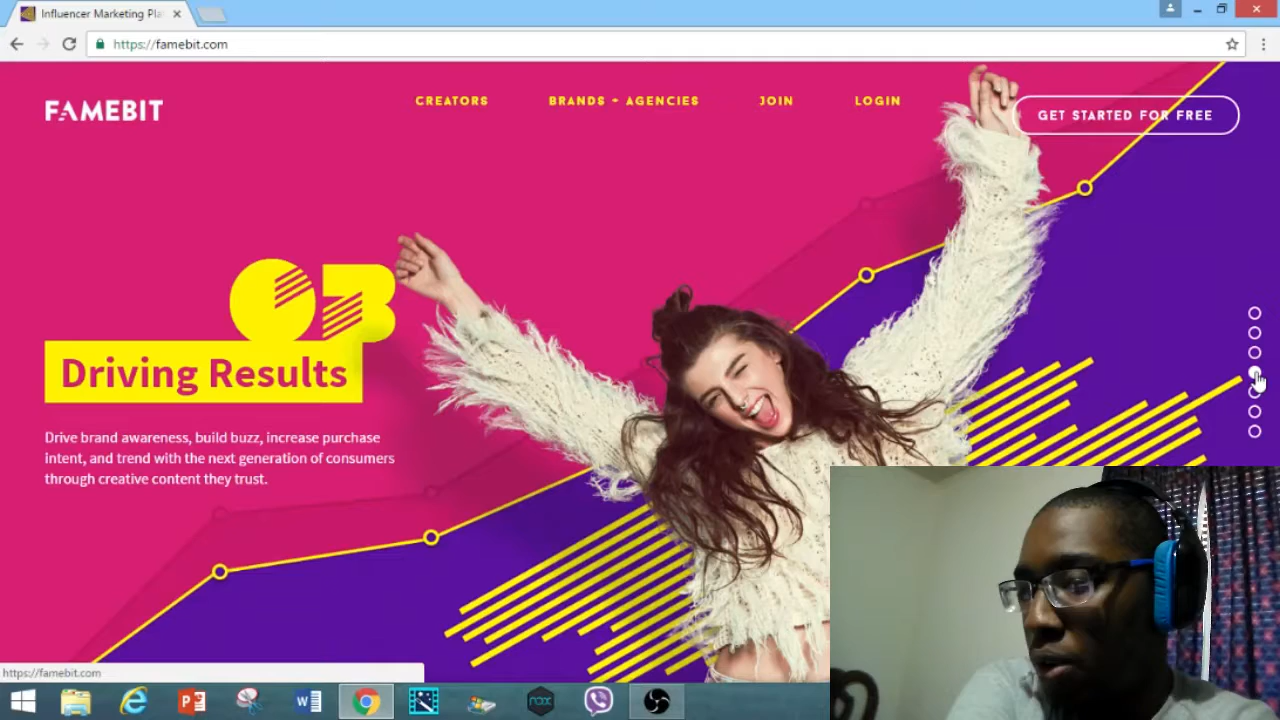 Influencer Marketing Pla
https://famebit.com
FAMEBIT
CREATORS
BRANDS + AGENCIES
JOIN
LOGIN
GET STARTED FOR FREE
03
Driving Results
Drive brand awareness, build buzz, increase purchase
intent, and trend with the next generation of consumers
through creative content they trust.
https://famebit.com
nox